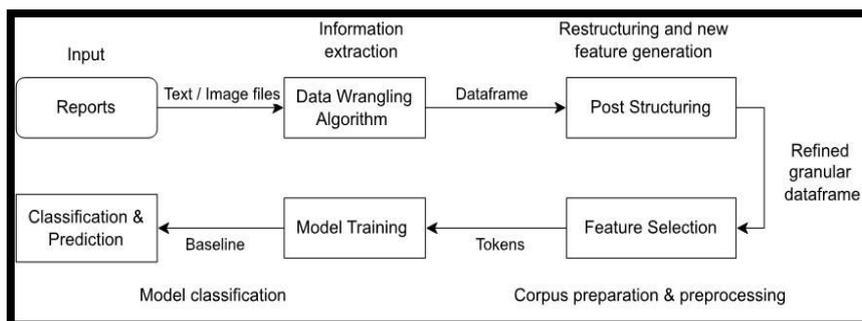 Input
Information
extraction
Restructuring and new
feature generation
Reports
Text / Image files
Data Wrangling
Algorithm
Dataframe
Post Structuring
Refined
granular
dataframe
Classification &
Prediction
Baseline
Model Training
Tokens
Feature Selection
Model classification
Corpus preparation & preprocessing